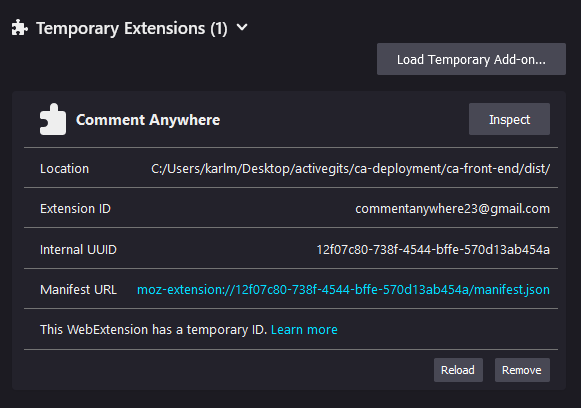 Temporary Extensions (1)
Load Temporary Add-on...
Comment Anywhere
Inspect
Location C:/Users/karlm/Desktop/activegits/ca-deployment/ca-front-end/dist/
Extension ID commentanywhere23@gmail.com
Internal UUID 12f07c80-738f-4544-bffe-570d13ab454a
Manifest URL moz-extension://12f07c80-738f-4544-bffe-570d13ab454a/manifest.json
This WebExtension has a temporary ID. Learn more
Reload Remove